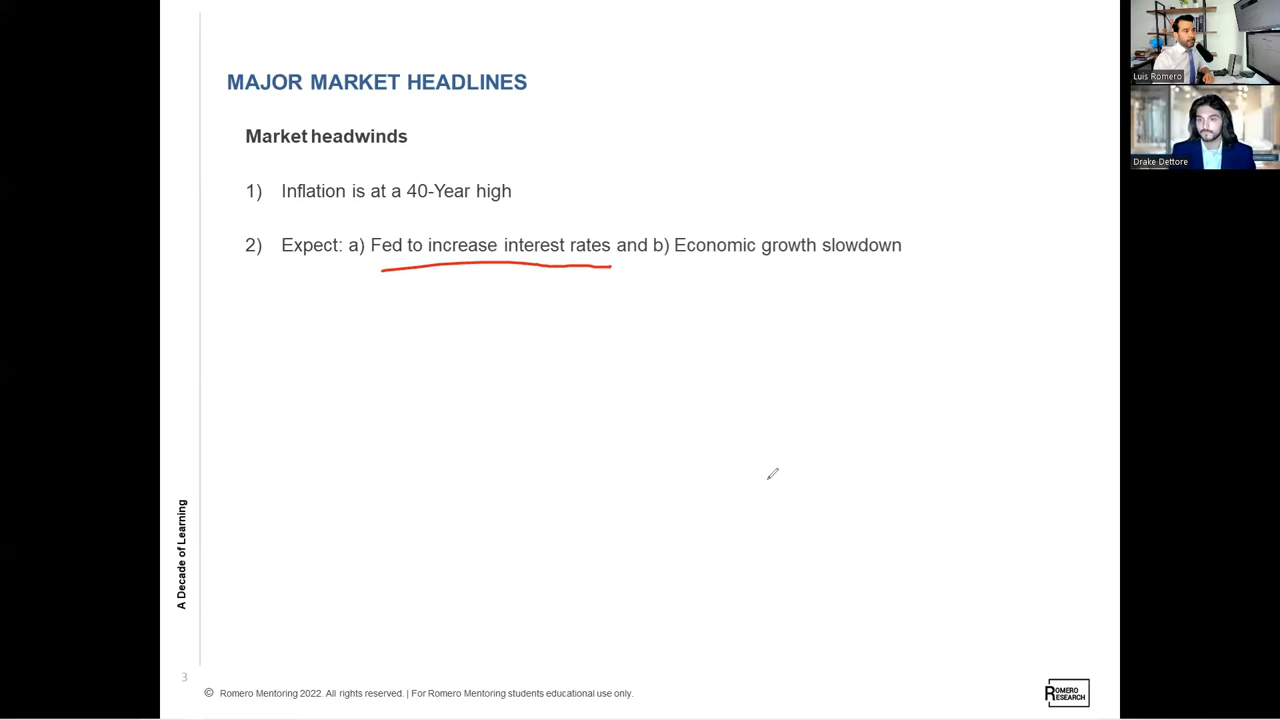 MAJOR MARKET HEADLINES
Market headwinds
1) Inflation is at a 40-Year high
2) Expect: a) Fed to increase interest rates and b) Economic growth slowdown
A Decade of Learning
3
© Romero Mentoring 2022. All rights reserved. | For Romero Mentoring students educational use only.
ROMERO
RESEARCH
Luis Romero
Drake Dettore